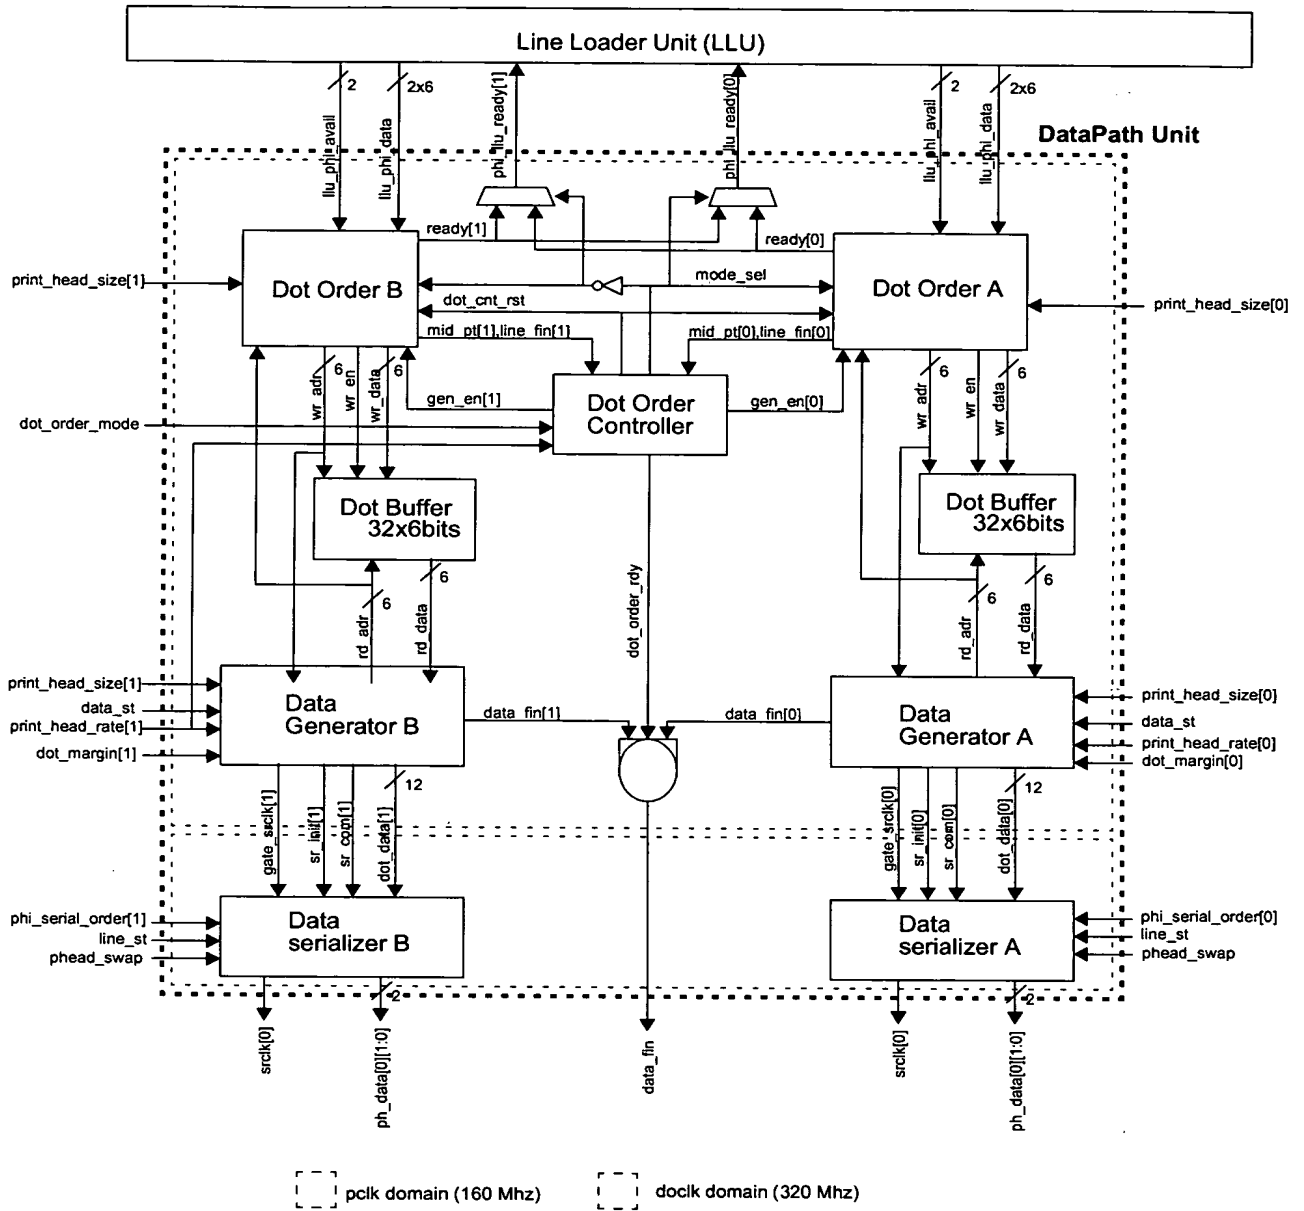 Line Loader Unit (LLU)
2
2x6
2
2x6
llu_phi_avail
llu_phi_data
phi_llu_ready[1]
phi_llu_ready[0]
llu_phi_avail
llu_phi_data
DataPath Unit
ready[1]
ready[0]
print_head_size[1]
Dot Order B
mode_sel
Dot Order A
print_head_size[0]
dot_cnt_rst
mid_pt[1],line_fin[1]
mid_pt[0],line_fin[0]
6
6
6
6
wr_adr
wr_en
wr_data
gen_en[1]
Dot Order
Controller
gen_en[0]
wr_adr
wr_en
wr_data
dot_order_mode
Dot Buffer
32x6bits
Dot Buffer
32x6bits
6
6
6
6
rd_adr
rd_data
dot_order_rdy
rd_adr
rd_data
print_head_size[1]
data_st
print_head_rate[1]
dot_margin[1]
Data
Generator B
data_fin[1]
data_fin[0]
Data
Generator A
print_head_size[0]
data_st
print_head_rate[0]
dot_margin[0]
12
12
gate_srclk[1]
sr_init[1]
sr_com[1]
dot_data[1]
gate_srclk[0]
sr_init[0]
sr_com[0]
dot_data[0]
phi_serial_order[1]
line_st
phead_swap
Data
serializer B
Data
serializer A
phi_serial_order[0]
line_st
phead_swap
2
2
srclk[0]
ph_data[0][1:0]
data_fin
srclk[0]
ph_data[0][1:0]
pclk domain (160 Mhz)
doclk domain (320 Mhz)